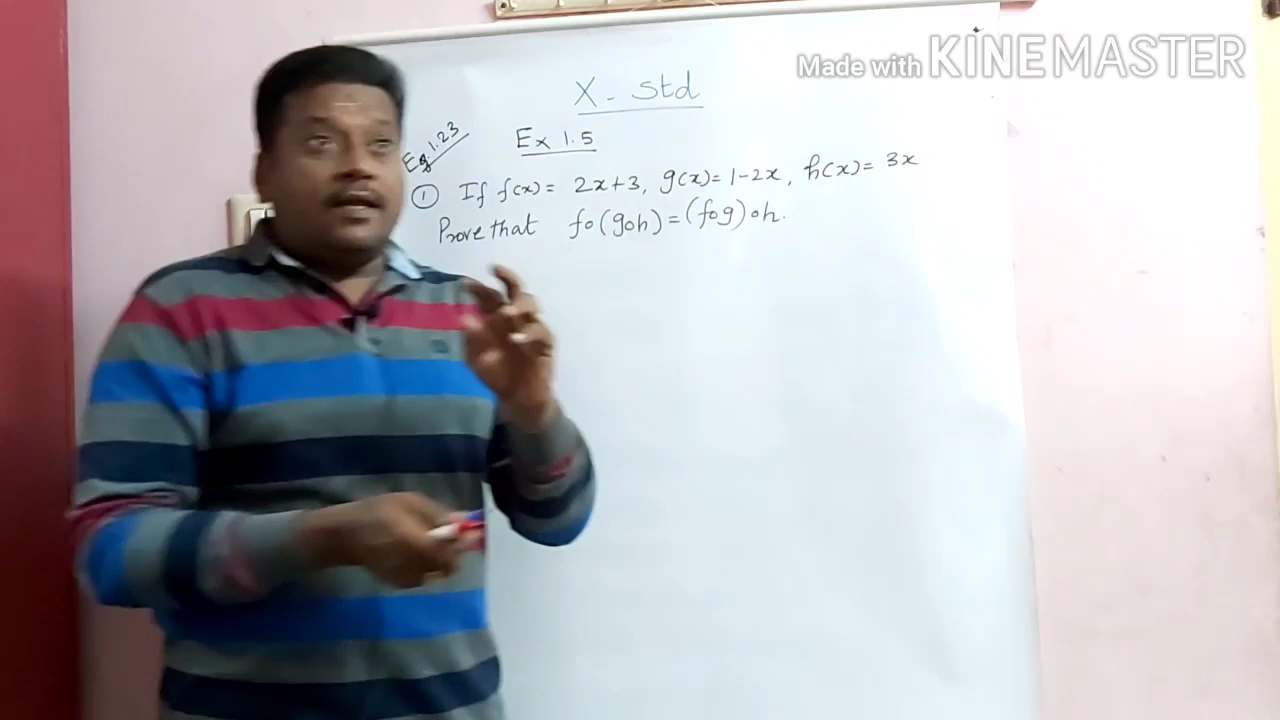 Made with KINEMASTER
X - Std
Eg 1.23
Ex 1.5
① If f(x) = 2x+3, g(x) = 1-2x, h(x) = 3x
Prove that fo(goh) = (fog)oh.